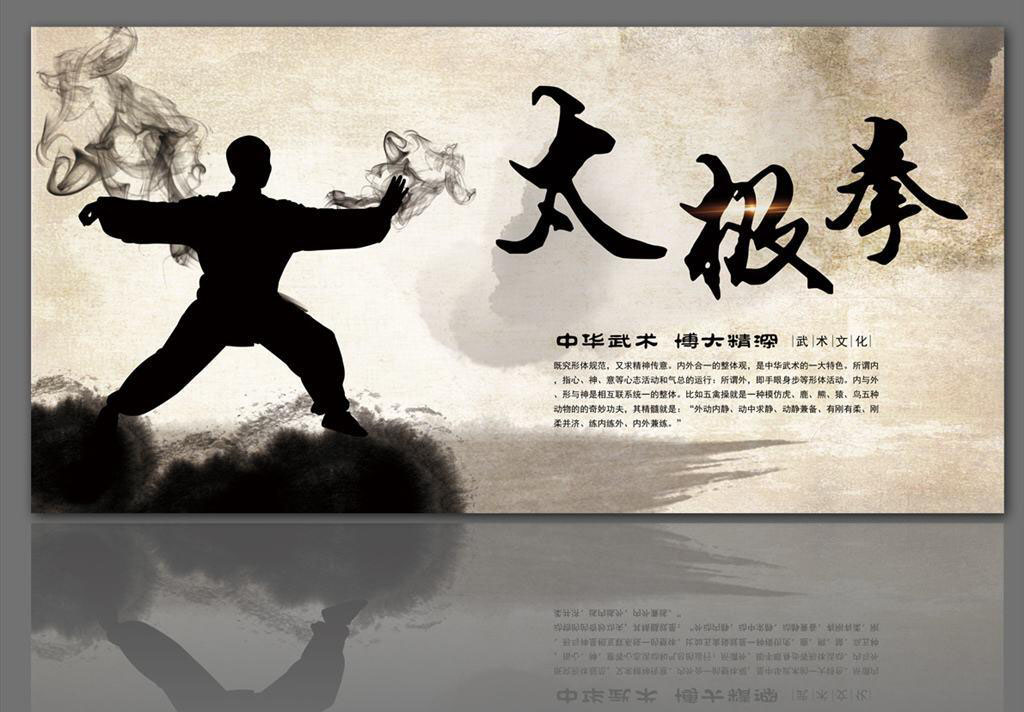 太极拳
中华武术 博大精深 |武|术|文|化|
既究形体规范，又求精神传意。内外合一的整体观，是中华武术的一大特色。所谓内
，指心、神、意等心志活动和气总的运行；所谓外，即手眼身步等形体活动。内与外
、形与神是相互联系统一的整体。比如五禽操就是一种模仿虎、鹿、熊、猿、鸟五种
动物的的奇妙功夫，其精髓就是：“外动内静、动中求静、动静兼备、有刚有柔、刚
柔并济、练内练外、内外兼练。”